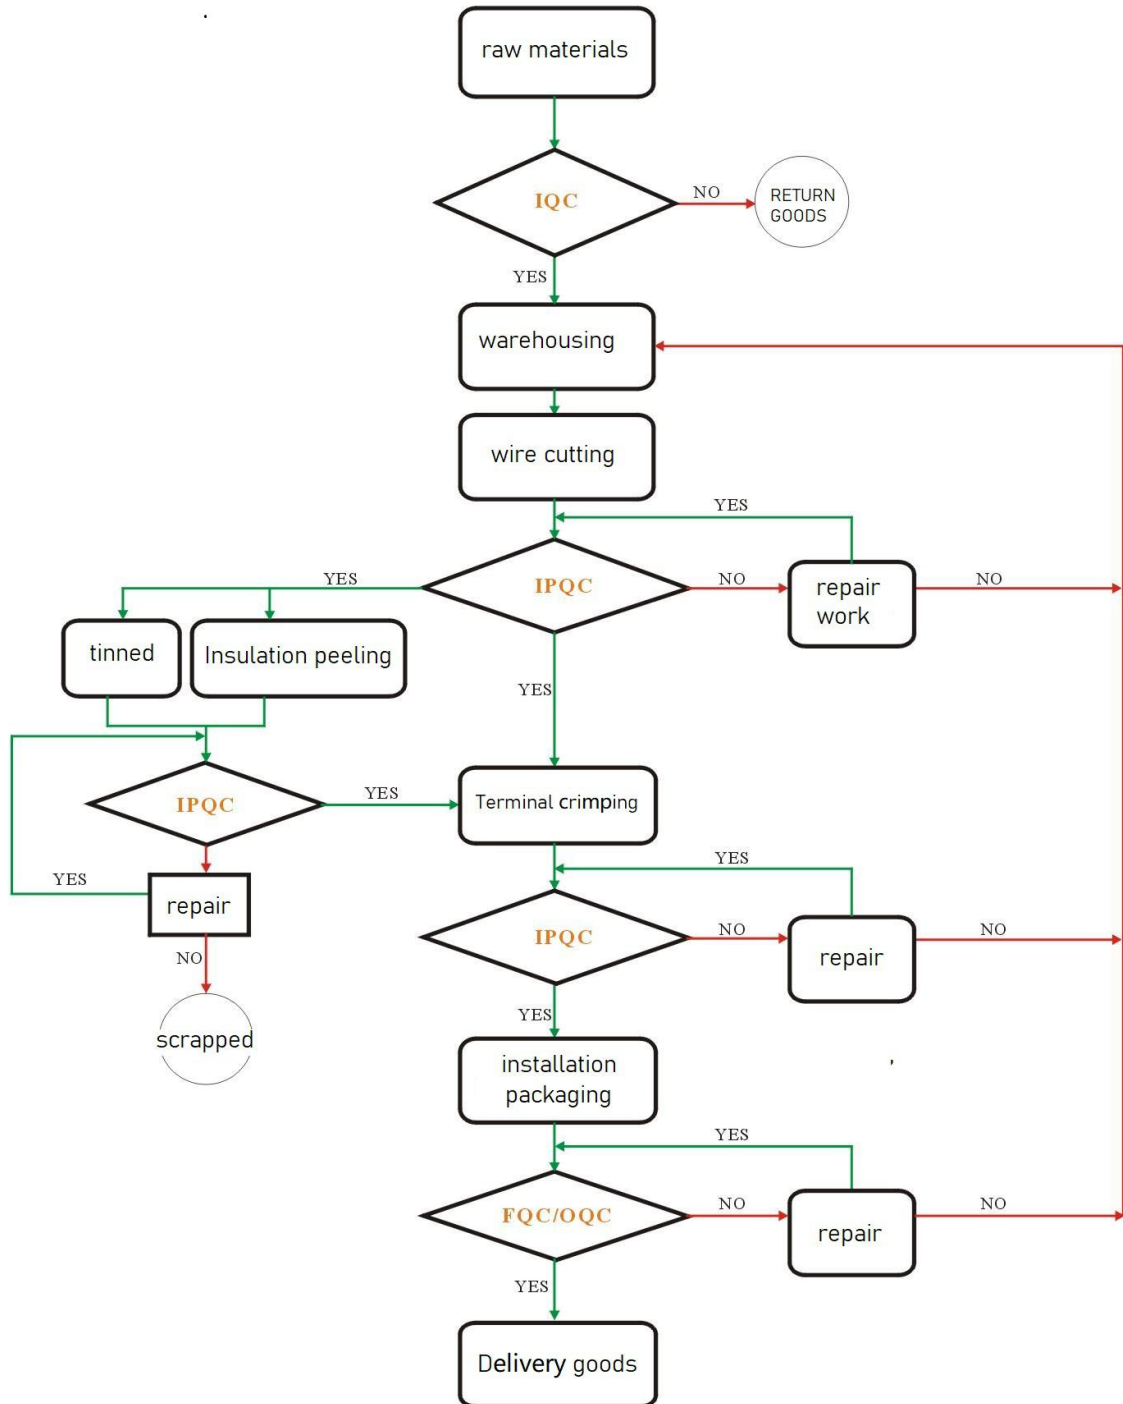 raw materials
IQC
NO
RETURN
GOODS
YES
warehousing
wire cutting
YES
YES
IPQC
NO
repair
work
NO
tinned
Insulation peeling
YES
IPQC
YES
Terminal crimping
YES
YES
repair
IPQC
NO
repair
NO
NO
scrapped
YES
installation
packaging
YES
FQC/OQC
NO
repair
NO
YES
Delivery goods